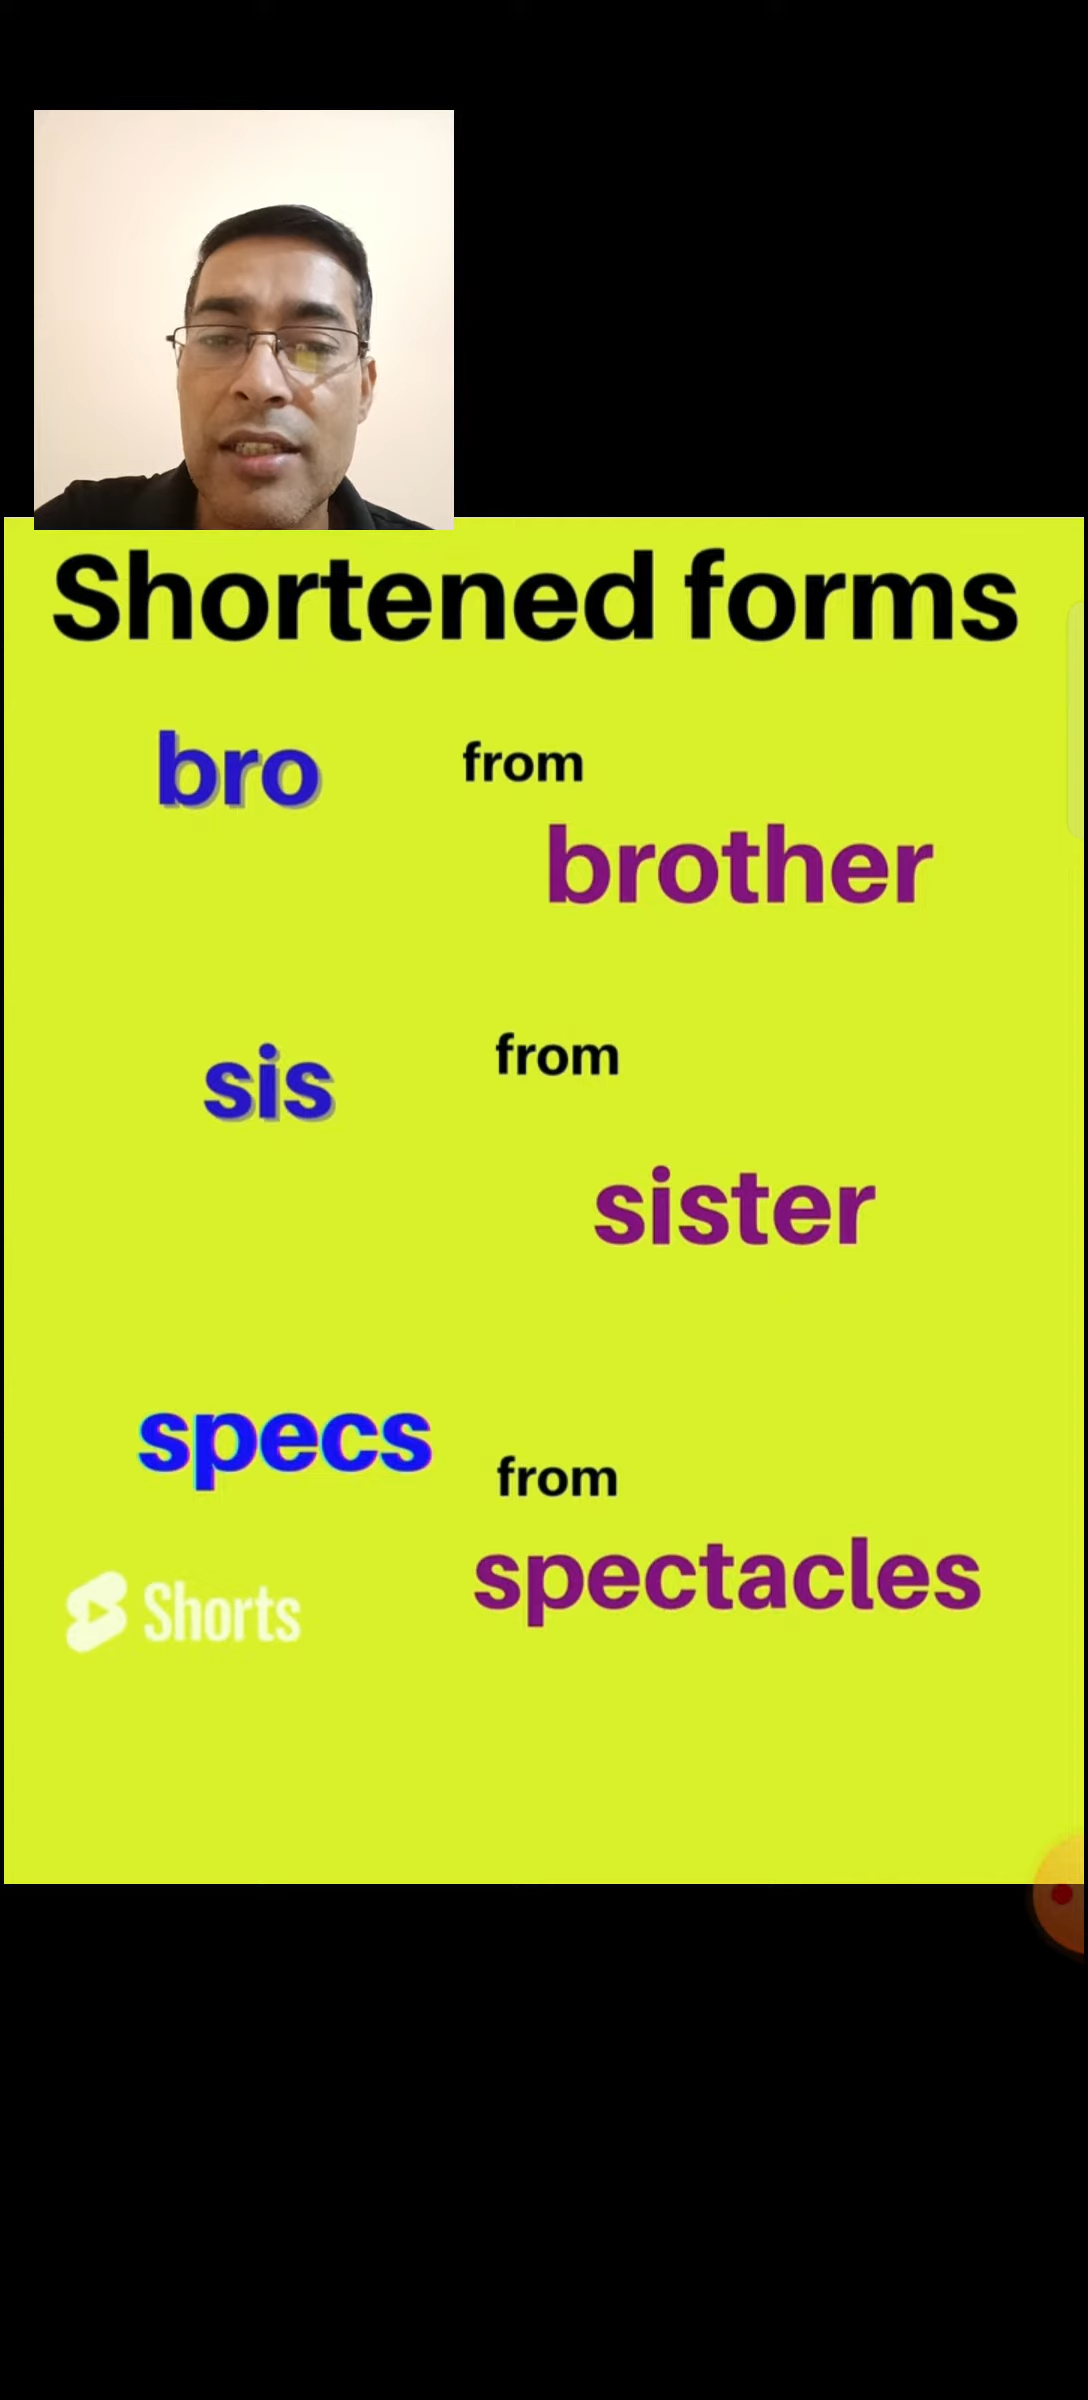 Shortened forms
bro from
brother
sis from
sister
specs from
spectacles
Shorts